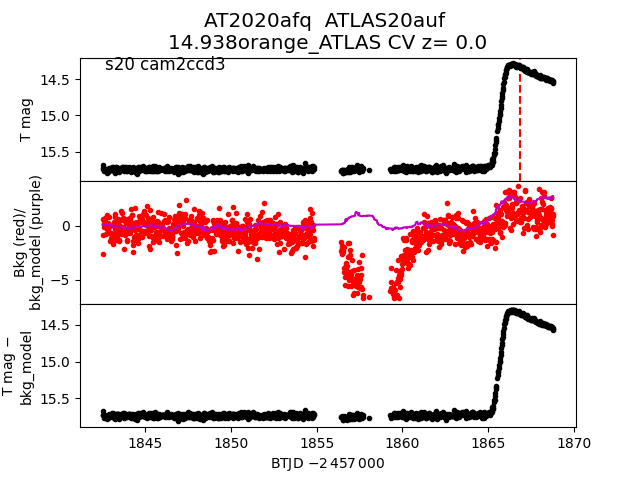 AT2020afq  ATLAS20auf
14.938orange_ATLAS CV z= 0.0
s20 cam2ccd3
T mag
14.5
15.0
15.5
Bkg (red)/
bkg_model (purple)
0
−5
T mag −
bkg_model
14.5
15.0
15.5
1845 1850 1855 1860 1865 1870
BTJD −2 457 000